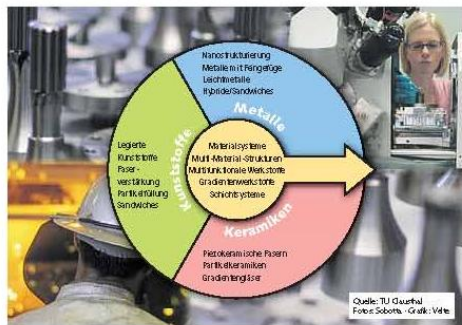 Nanostrukturierung
Metalle mit Feingefüge
Leichtmetalle
Hybride/Sandwiches
Metalle
Kunststoffe
Legierte
Kunststoffe
Faser-
verstärkung
Partikelfüllung
Sandwiches
Materialsysteme
Multi-Material-Strukturen
Multifunktionale Werkstoffe
Gradientenwerkstoffe
Schichtsysteme
Keramiken
Piezokeramische Fasern
Partikelkeramiken
Gradientengläser
Quelle: TU Clausthal
Fotos: Sobotta · Grafik: Velte